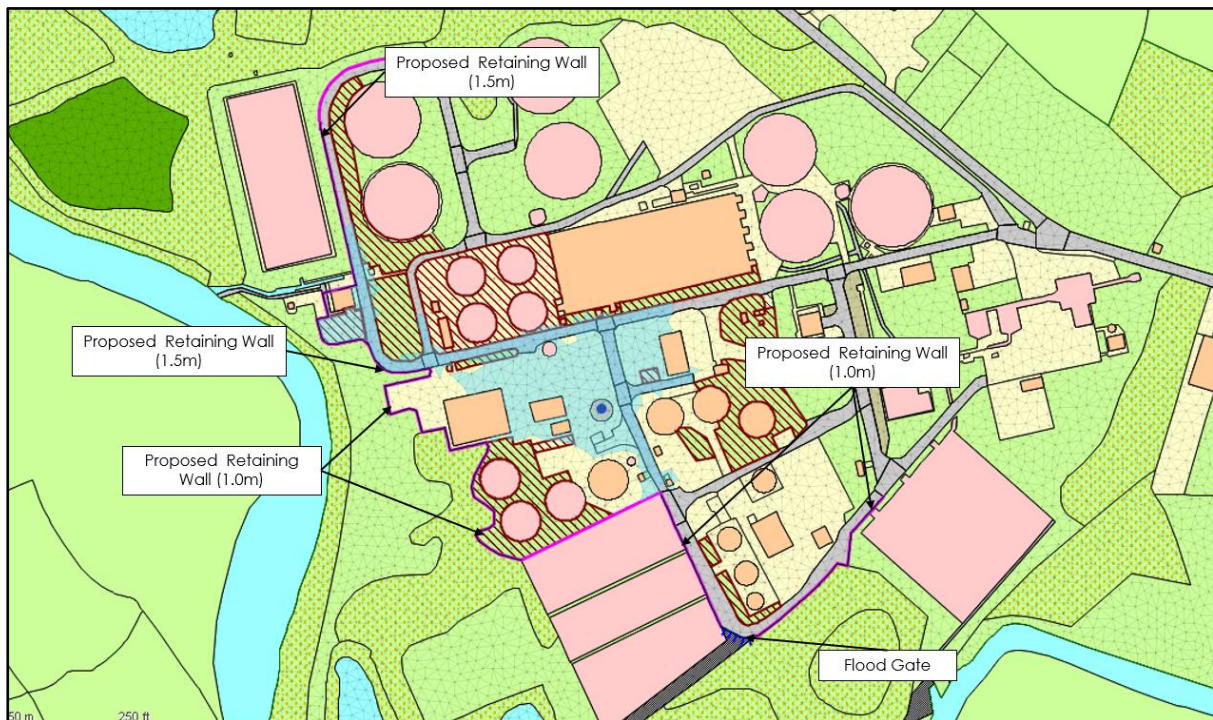 Proposed Retaining Wall
(1.5m)
Proposed Retaining Wall
(1.5m)
Proposed Retaining Wall
(1.0m)
Proposed Retaining
Wall (1.0m)
Flood Gate
50 m 250 ft